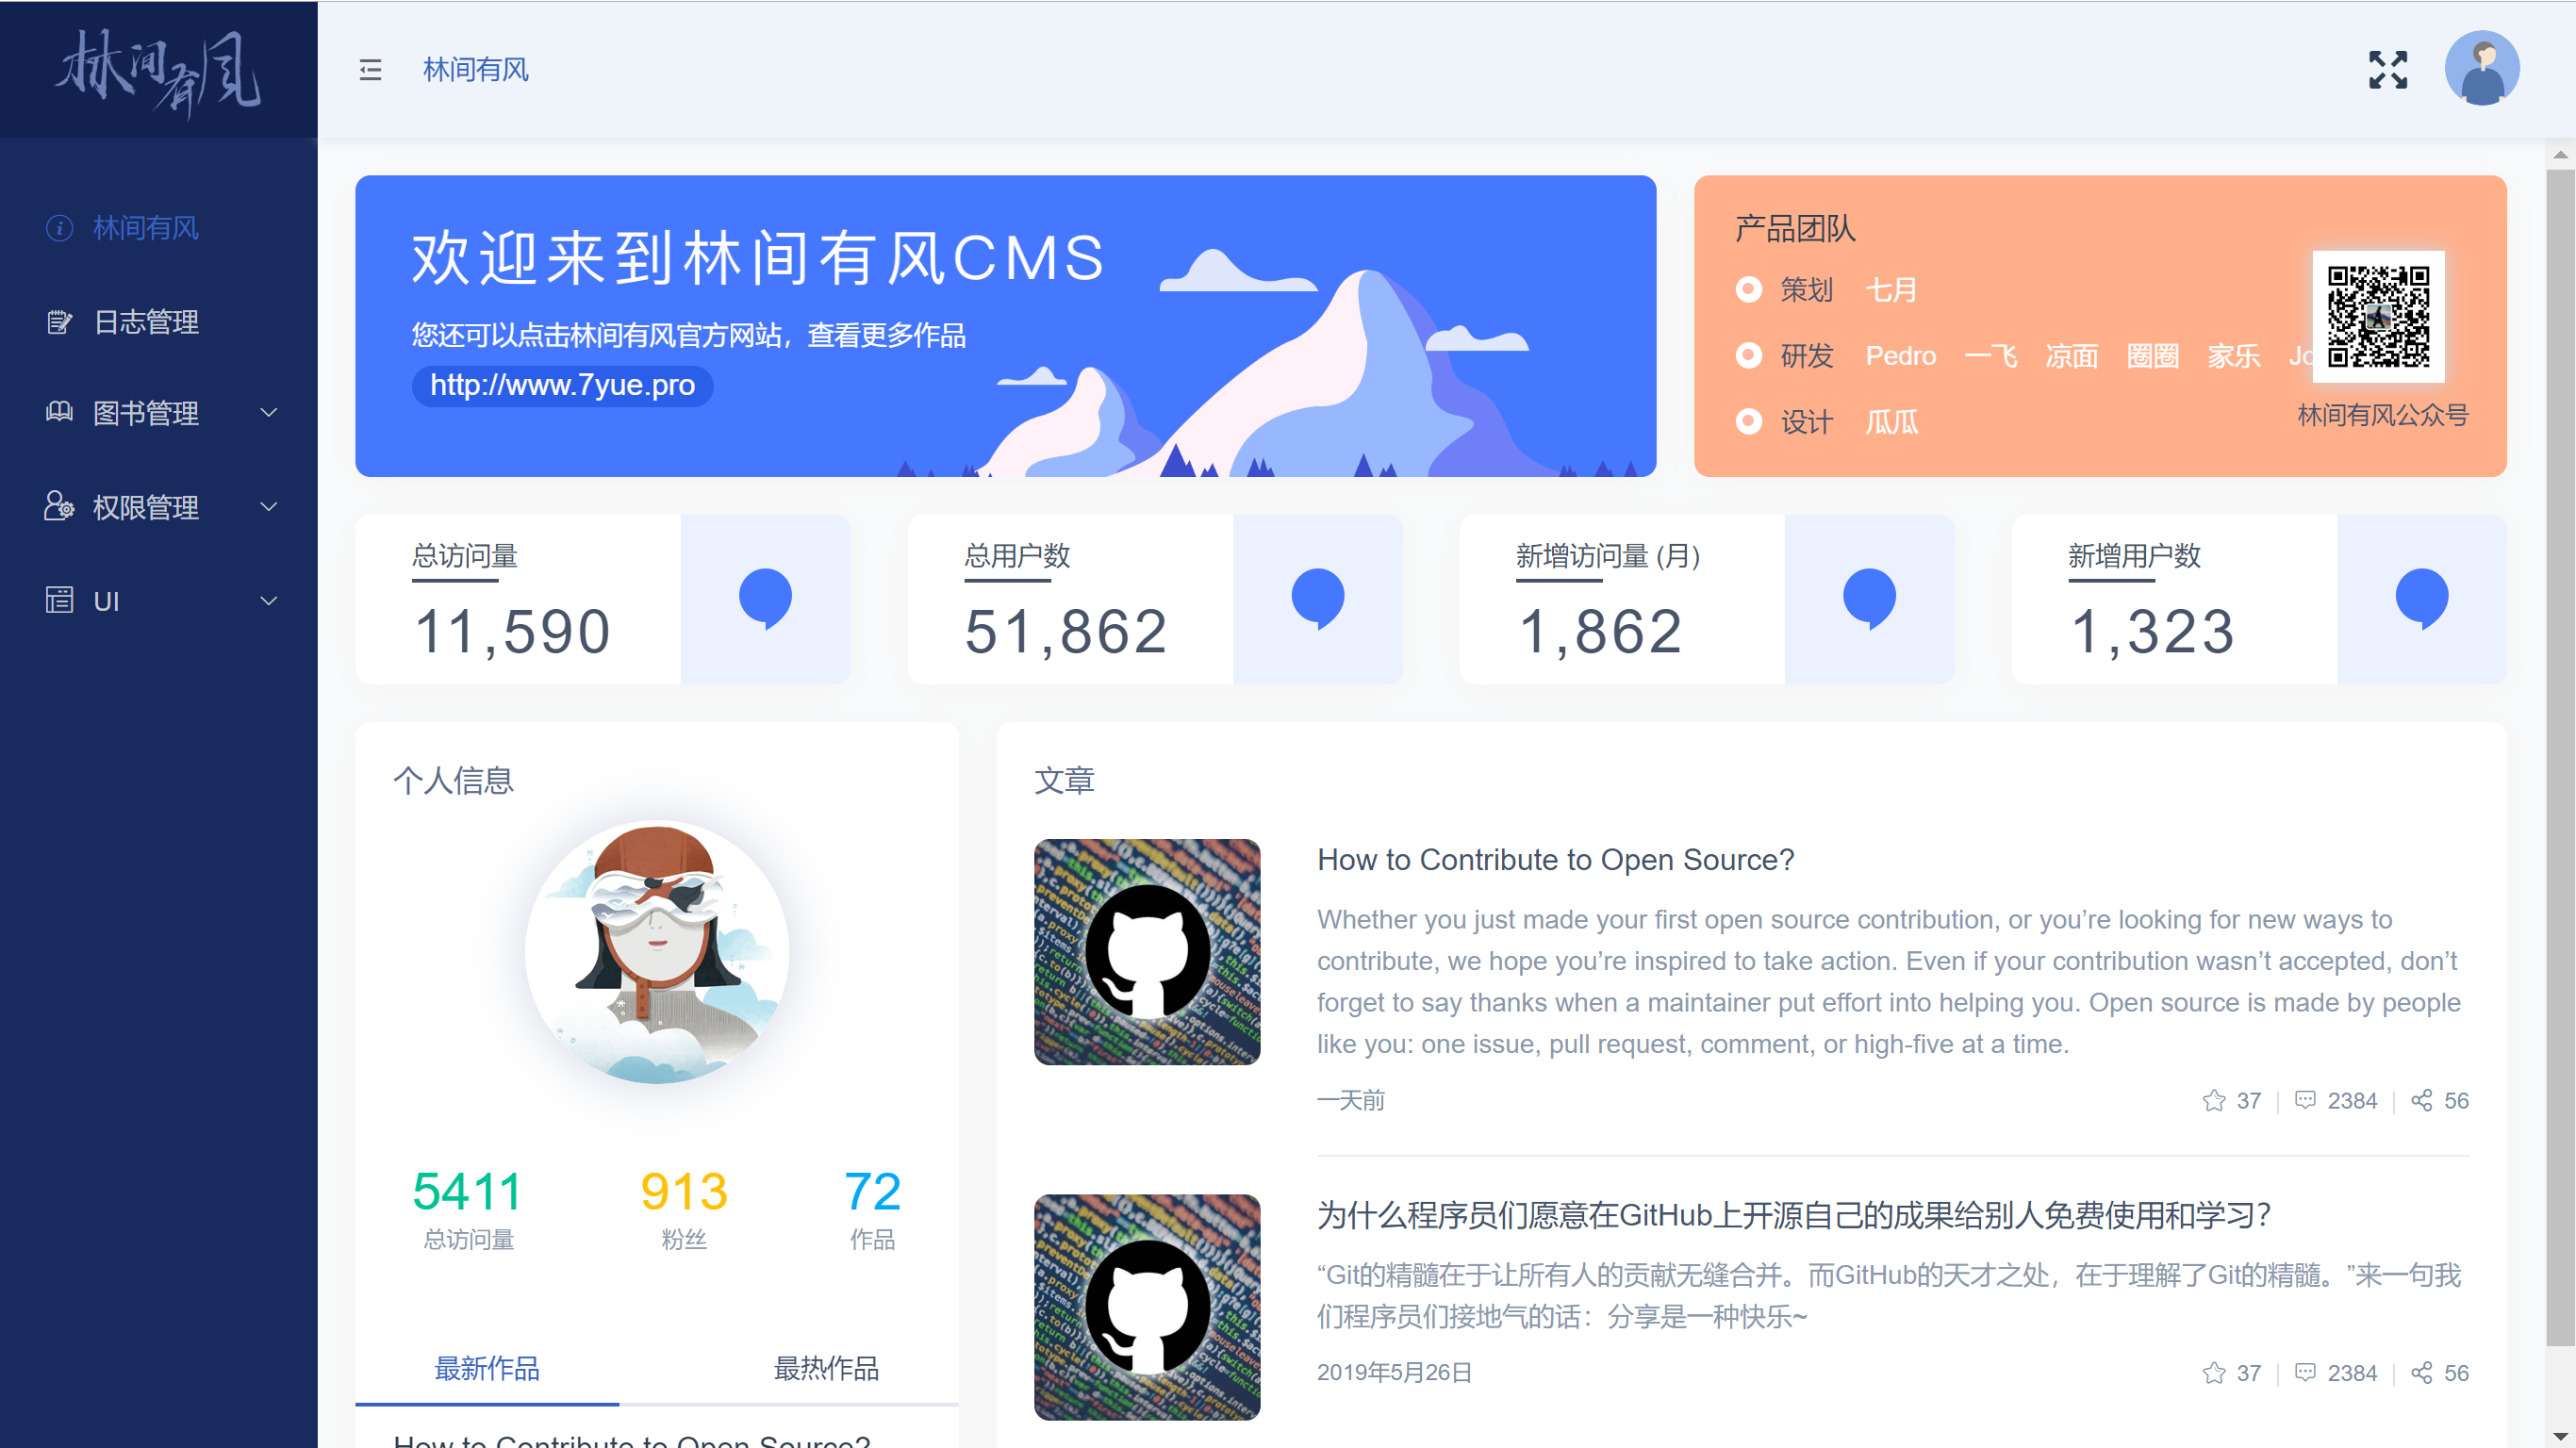 林间有风
林间有风
林间有风
日志管理
图书管理
权限管理
UI
欢迎来到林间有风CMS
您还可以点击林间有风官方网站，查看更多作品
http://www.7yue.pro
产品团队
策划 七月
研发 Pedro 一飞 凉面 圈圈 家乐
设计 瓜瓜
林间有风公众号
总访问量
11,590
总用户数
51,862
新增访问量 (月)
1,862
新增用户数
1,323
个人信息
5411
总访问量
913
粉丝
72
作品
最新作品
最热作品
How to Contribute to Open Source?
文章
How to Contribute to Open Source?
Whether you just made your first open source contribution, or you’re looking for new ways to
contribute, we hope you’re inspired to take action. Even if your contribution wasn’t accepted, don’t
forget to say thanks when a maintainer put effort into helping you. Open source is made by people
like you: one issue, pull request, comment, or high-five at a time.
一天前
37 2384 56
为什么程序员们愿意在GitHub上开源自己的成果给别人免费使用和学习？
“Git的精髓在于让所有人的贡献无缝合并。而GitHub的天才之处，在于理解了Git的精髓。”来一句我
们程序员们接地气的话：分享是一种快乐~
2019年5月26日
37 2384 56